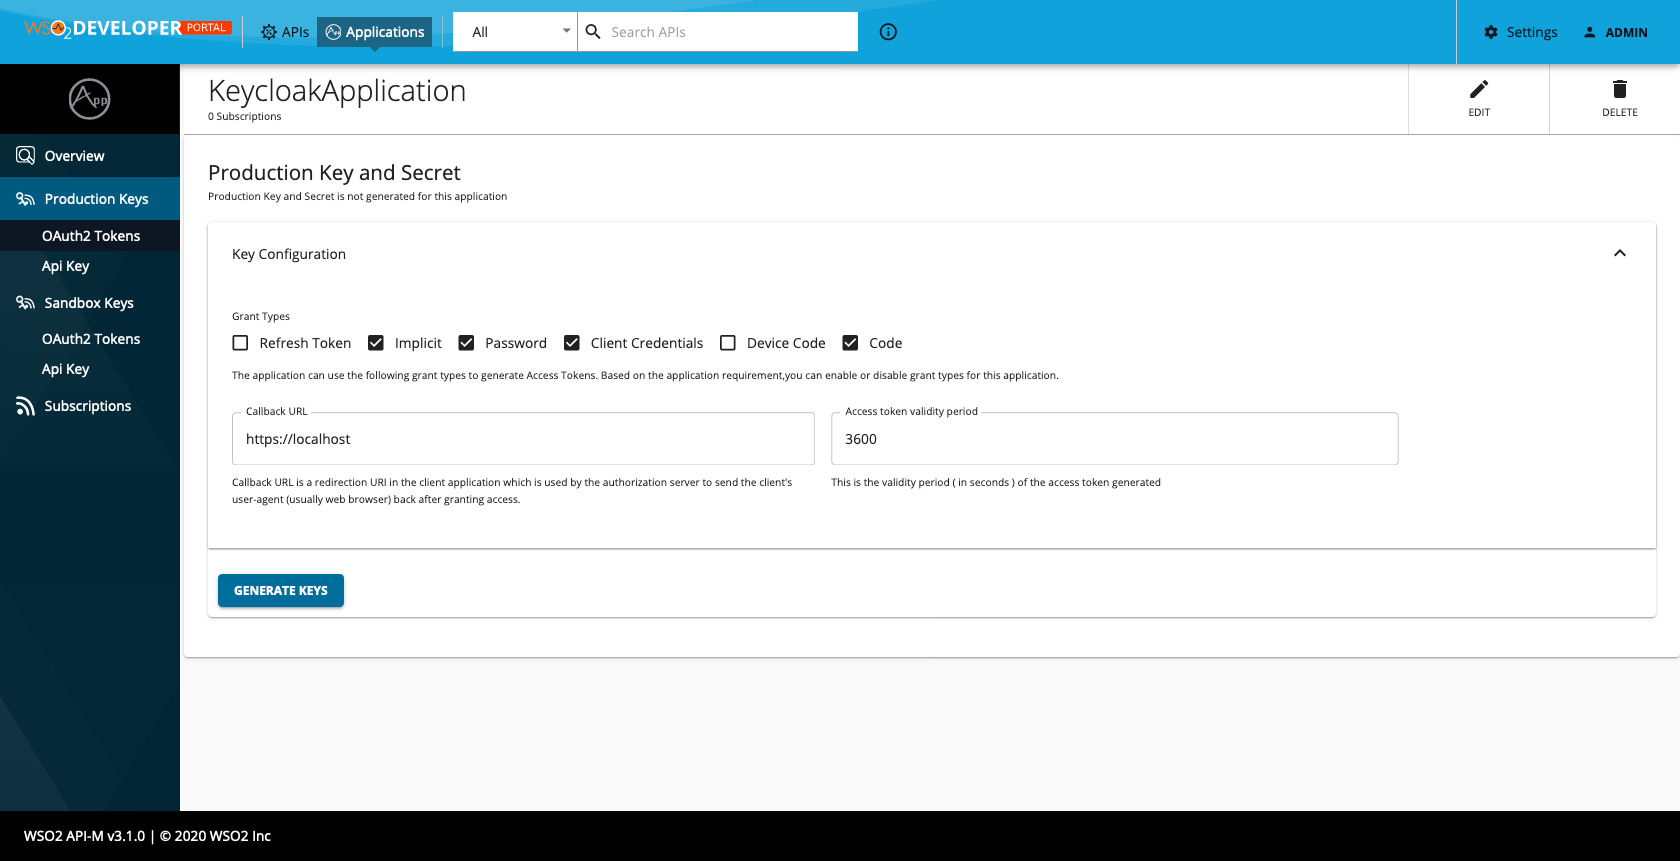 WSO2 DEVELOPER PORTAL
APIs
Applications
All
Search APIs
Settings
ADMIN
App
Overview
Production Keys
OAuth2 Tokens
Api Key
Sandbox Keys
OAuth2 Tokens
Api Key
Subscriptions
KeycloakApplication
0 Subscriptions
EDIT
DELETE
Production Key and Secret
Production Key and Secret is not generated for this application
Key Configuration
Grant Types
Refresh Token
Implicit
Password
Client Credentials
Device Code
Code
The application can use the following grant types to generate Access Tokens. Based on the application requirement,you can enable or disable grant types for this application.
Callback URL
https://localhost
Callback URL is a redirection URI in the client application which is used by the authorization server to send the client's
user-agent (usually web browser) back after granting access.
Access token validity period
3600
This is the validity period ( in seconds ) of the access token generated
GENERATE KEYS
WSO2 API-M v3.1.0 | © 2020 WSO2 Inc